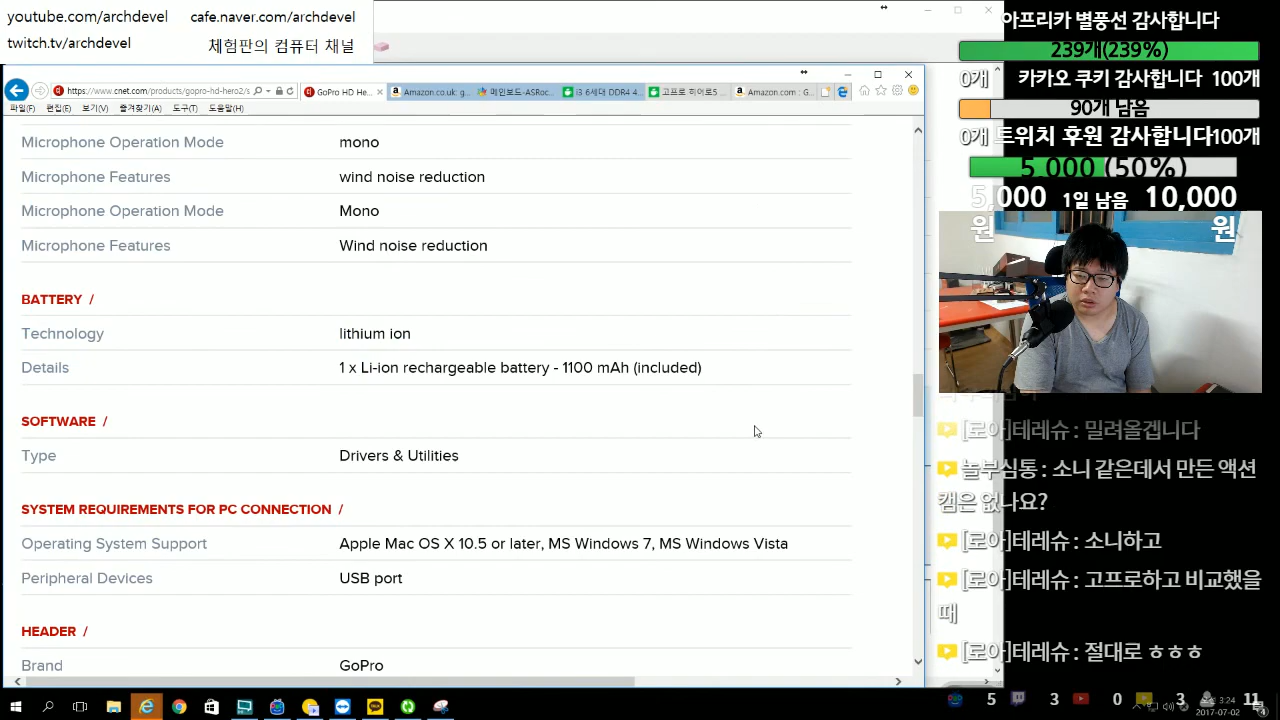 youtube.com/archdevel cafe.naver.com/archdevel
twitch.tv/archdevel 체험판의 컴퓨터 채널
https://www.cnet.com/products/gopro-hd-hero2/s
GoPro HD He...
Amazon.co.uk: g...
메인보드-ASRoc...
i3 6세대 DDR4 4...
고프로 히어로5 ...
Amazon.com : G...
파일(F) 편집(E) 보기(V) 즐겨찾기(A) 도구(T) 도움말(H)
Microphone Operation Mode mono
Microphone Features wind noise reduction
Microphone Operation Mode Mono
Microphone Features Wind noise reduction
BATTERY /
Technology lithium ion
Details 1 x Li-ion rechargeable battery - 1100 mAh (included)
SOFTWARE /
Type Drivers & Utilities
SYSTEM REQUIREMENTS FOR PC CONNECTION /
Operating System Support Apple Mac OS X 10.5 or later, MS Windows 7, MS Windows Vista
Peripheral Devices USB port
HEADER /
Brand GoPro
아프리카 별풍선 감사합니다
239개(239%)
0개 카카오 쿠키 감사합니다 100개
90개 남음
0개 트위치 후원 감사합니다 100개
5,000 (50%)
5,000 1일 남음 10,000
원 원
[로아]테레슈 : 밀려올겝니다
놀부심통 : 소니 같은데서 만든 액션
캠은 없나요?
[로아]테레슈 : 소니하고
[로아]테레슈 : 고프로하고 비교했을
때
[로아]테레슈 : 절대로 ㅎㅎㅎ
5 3 0 3 11
3:24
2017-07-02